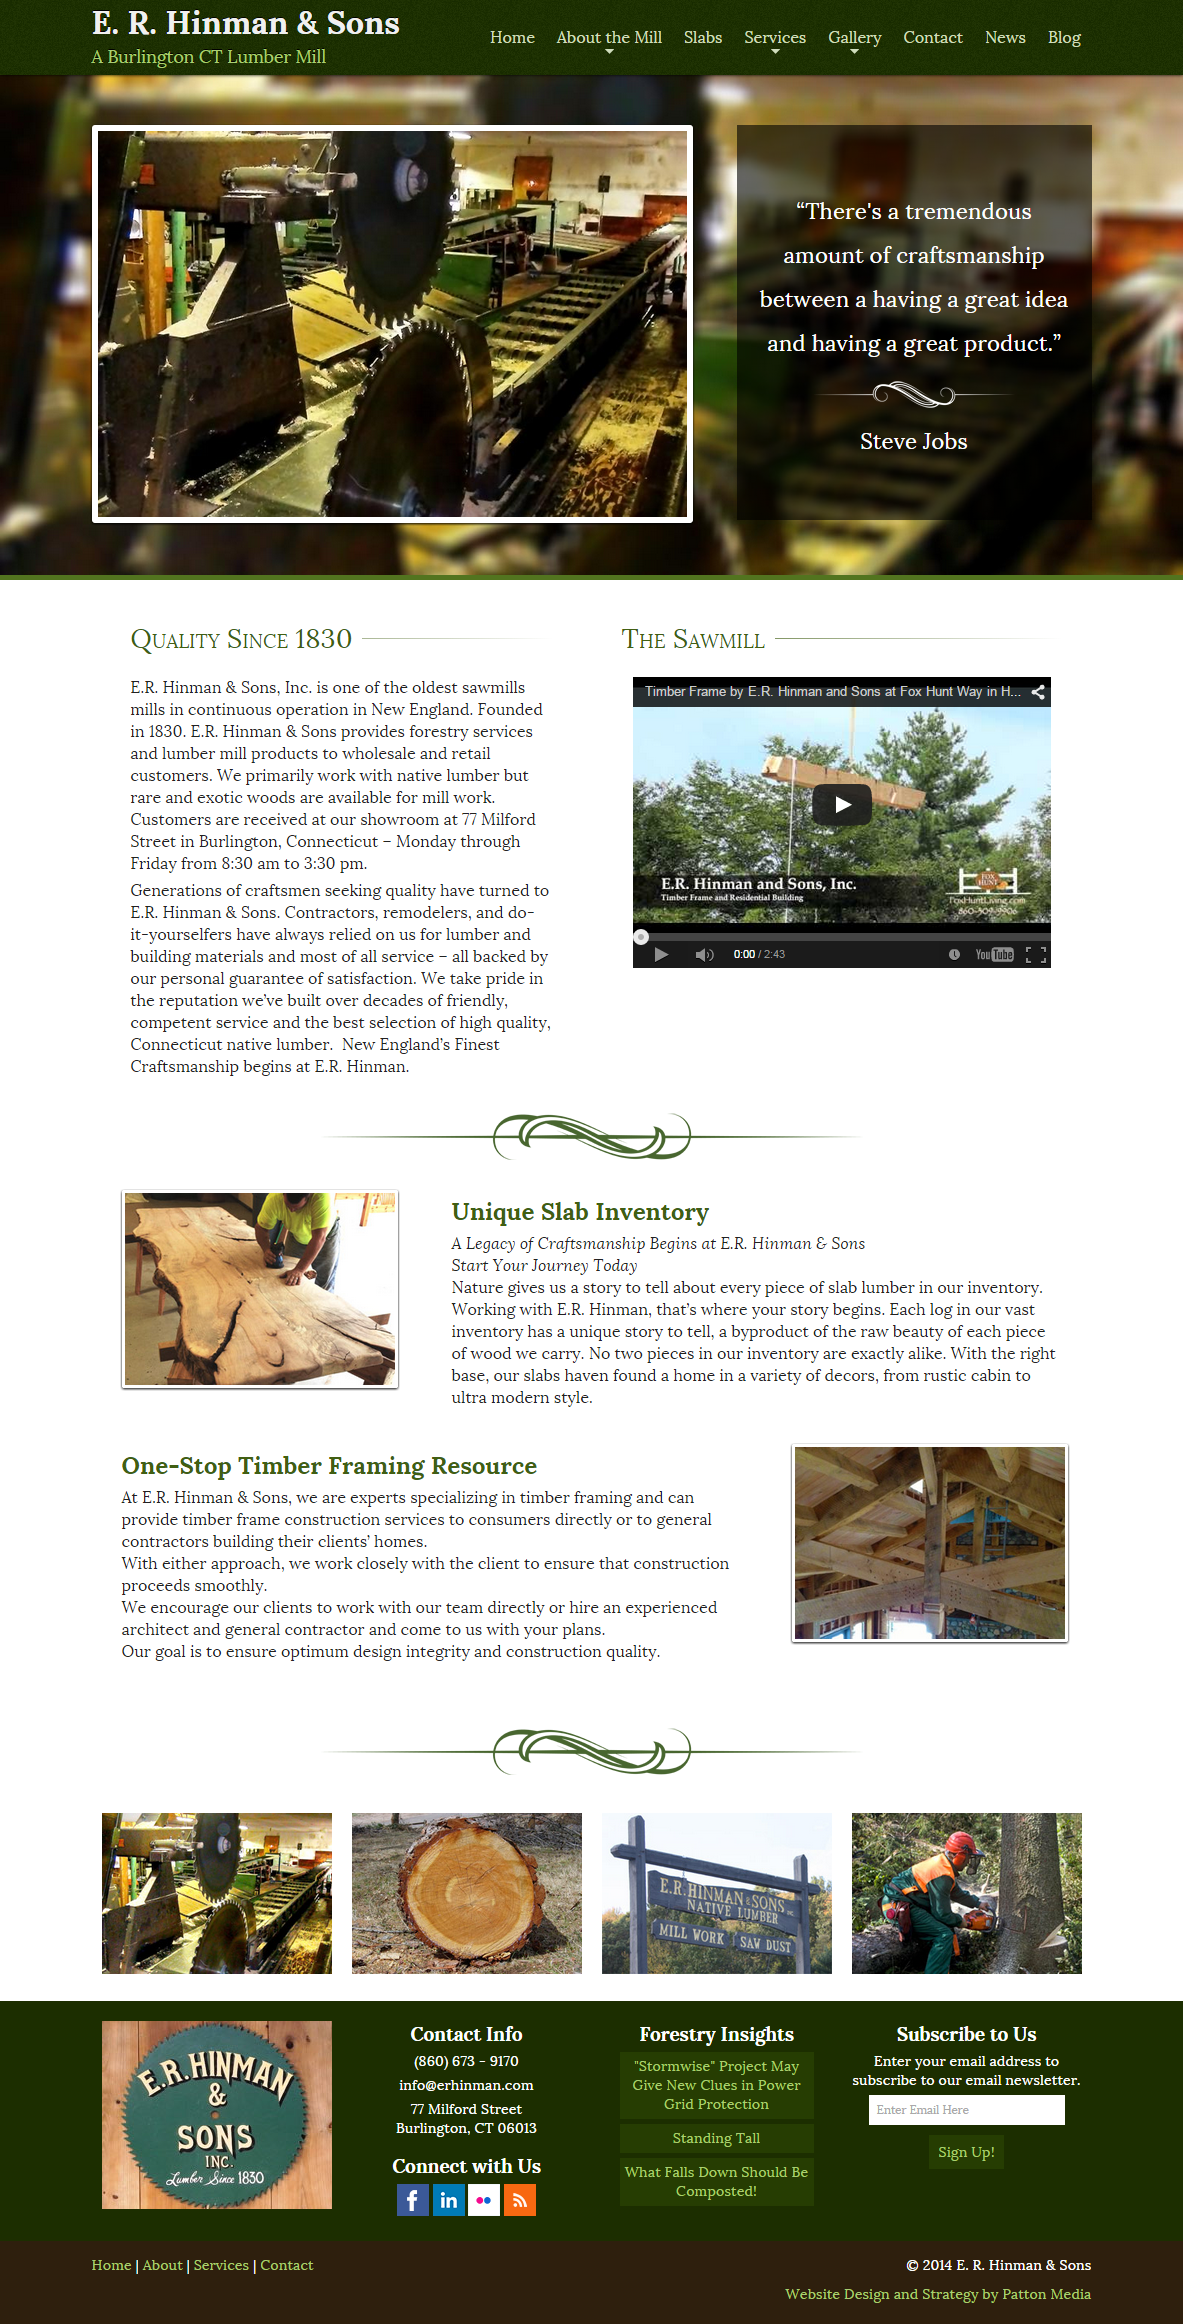 E. R. Hinman & Sons
A Burlington CT Lumber Mill
Home About the Mill Slabs Services Gallery Contact News Blog
“There's a tremendous
amount of craftsmanship
between a having a great idea
and having a great product.”
Steve Jobs
Quality Since 1830
E.R. Hinman & Sons, Inc. is one of the oldest sawmills
mills in continuous operation in New England. Founded
in 1830. E.R. Hinman & Sons provides forestry services
and lumber mill products to wholesale and retail
customers. We primarily work with native lumber but
rare and exotic woods are available for mill work.
Customers are received at our showroom at 77 Milford
Street in Burlington, Connecticut – Monday through
Friday from 8:30 am to 3:30 pm.
Generations of craftsmen seeking quality have turned to
E.R. Hinman & Sons. Contractors, remodelers, and do-
it-yourselfers have always relied on us for lumber and
building materials and most of all service – all backed by
our personal guarantee of satisfaction. We take pride in
the reputation we’ve built over decades of friendly,
competent service and the best selection of high quality,
Connecticut native lumber.  New England’s Finest
Craftsmanship begins at E.R. Hinman.
The Sawmill
Timber Frame by E.R. Hinman and Sons at Fox Hunt Way in H...
E.R. Hinman and Sons, Inc.
Timber Frame and Residential Building
FOX
HUNT
FoxHuntLiving.com
860-309-9906
0:00 / 2:43
YouTube
Unique Slab Inventory
A Legacy of Craftsmanship Begins at E.R. Hinman & Sons
Start Your Journey Today
Nature gives us a story to tell about every piece of slab lumber in our inventory.
Working with E.R. Hinman, that’s where your story begins. Each log in our vast
inventory has a unique story to tell, a byproduct of the raw beauty of each piece
of wood we carry. No two pieces in our inventory are exactly alike. With the right
base, our slabs haven found a home in a variety of decors, from rustic cabin to
ultra modern style.
One-Stop Timber Framing Resource
At E.R. Hinman & Sons, we are experts specializing in timber framing and can
provide timber frame construction services to consumers directly or to general
contractors building their clients’ homes.
With either approach, we work closely with the client to ensure that construction
proceeds smoothly.
We encourage our clients to work with our team directly or hire an experienced
architect and general contractor and come to us with your plans.
Our goal is to ensure optimum design integrity and construction quality.
E.R. HINMAN & SONS INC.
NATIVE LUMBER
MILL WORK SAW DUST
E.R. HINMAN
&
SONS
INC.
Lumber Since 1830
Contact Info
(860) 673 - 9170
info@erhinman.com
77 Milford Street
Burlington, CT 06013
Connect with Us
f in
Forestry Insights
"Stormwise" Project May
Give New Clues in Power
Grid Protection
Standing Tall
What Falls Down Should Be
Composted!
Subscribe to Us
Enter your email address to
subscribe to our email newsletter.
Enter Email Here
Sign Up!
Home | About | Services | Contact
© 2014 E. R. Hinman & Sons
Website Design and Strategy by Patton Media